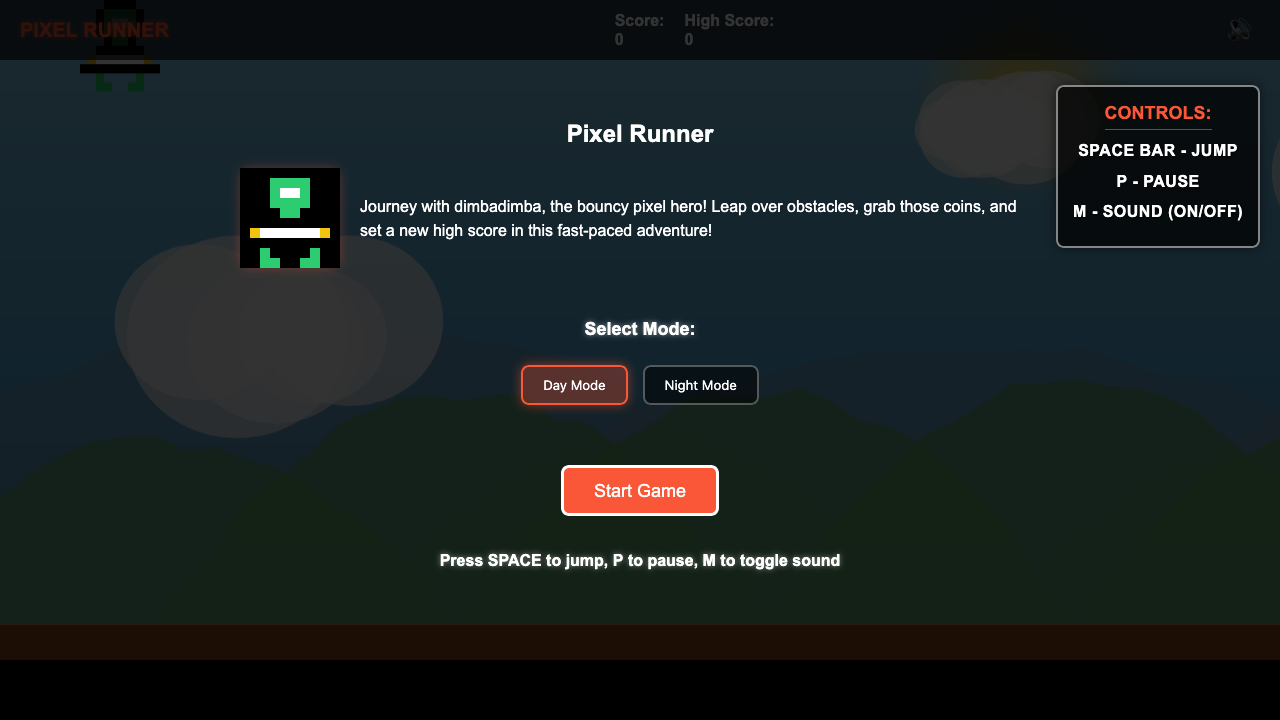 PIXEL RUNNER
Score:
0
High Score:
0
CONTROLS:
SPACE BAR - JUMP
P - PAUSE
M - SOUND (ON/OFF)
Pixel Runner
Journey with dimbadimba, the bouncy pixel hero! Leap over obstacles, grab those coins, and
set a new high score in this fast-paced adventure!
Select Mode:
Day Mode
Night Mode
Start Game
Press SPACE to jump, P to pause, M to toggle sound